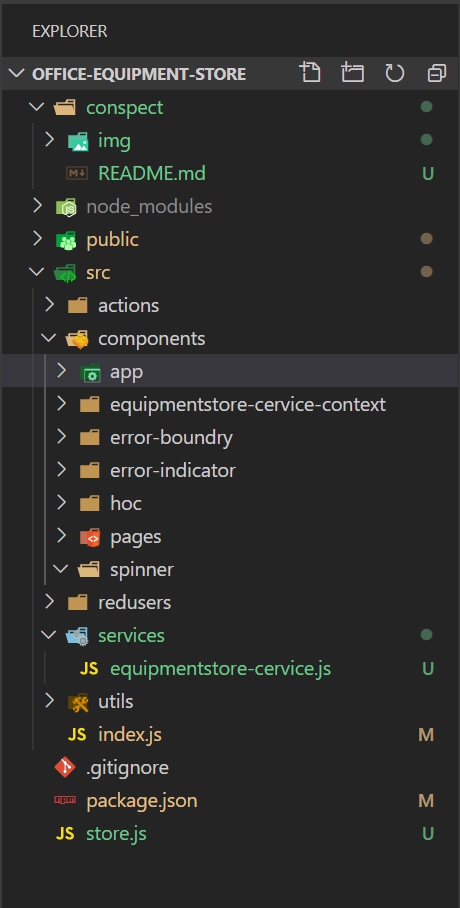 EXPLORER
OFFICE-EQUIPMENT-STORE
conspect
img
README.md U
node_modules
public
src
actions
components
app
equipmentstore-cervice-context
error-boundry
error-indicator
hoc
pages
spinner
redusers
services
JS equipmentstore-cervice.js U
utils
JS index.js M
.gitignore
npm package.json M
JS store.js U